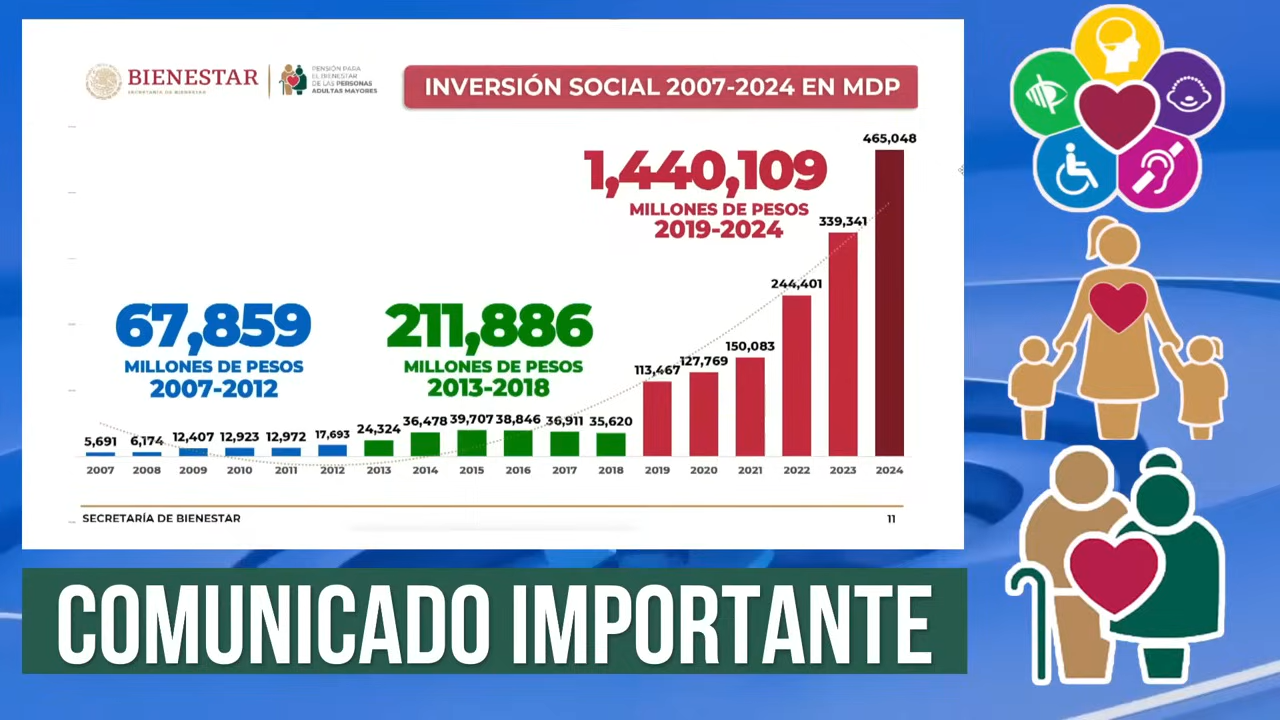 BIENESTAR
SECRETARÍA DE BIENESTAR
PENSIÓN PARA
EL BIENESTAR
DE LAS PERSONAS
ADULTAS MAYORES
INVERSIÓN SOCIAL 2007-2024 EN MDP
465,048
1,440,109
MILLONES DE PESOS
2019-2024
339,341
244,401
67,859
MILLONES DE PESOS
2007-2012
211,886
MILLONES DE PESOS
2013-2018
150,083
113,467 127,769
5,691 6,174 12,407 12,923 12,972 17,693 24,324 36,478 39,707 38,846 36,911 35,620
2007 2008 2009 2010 2011 2012 2013 2014 2015 2016 2017 2018 2019 2020 2021 2022 2023 2024
SECRETARÍA DE BIENESTAR 11
COMUNICADO IMPORTANTE